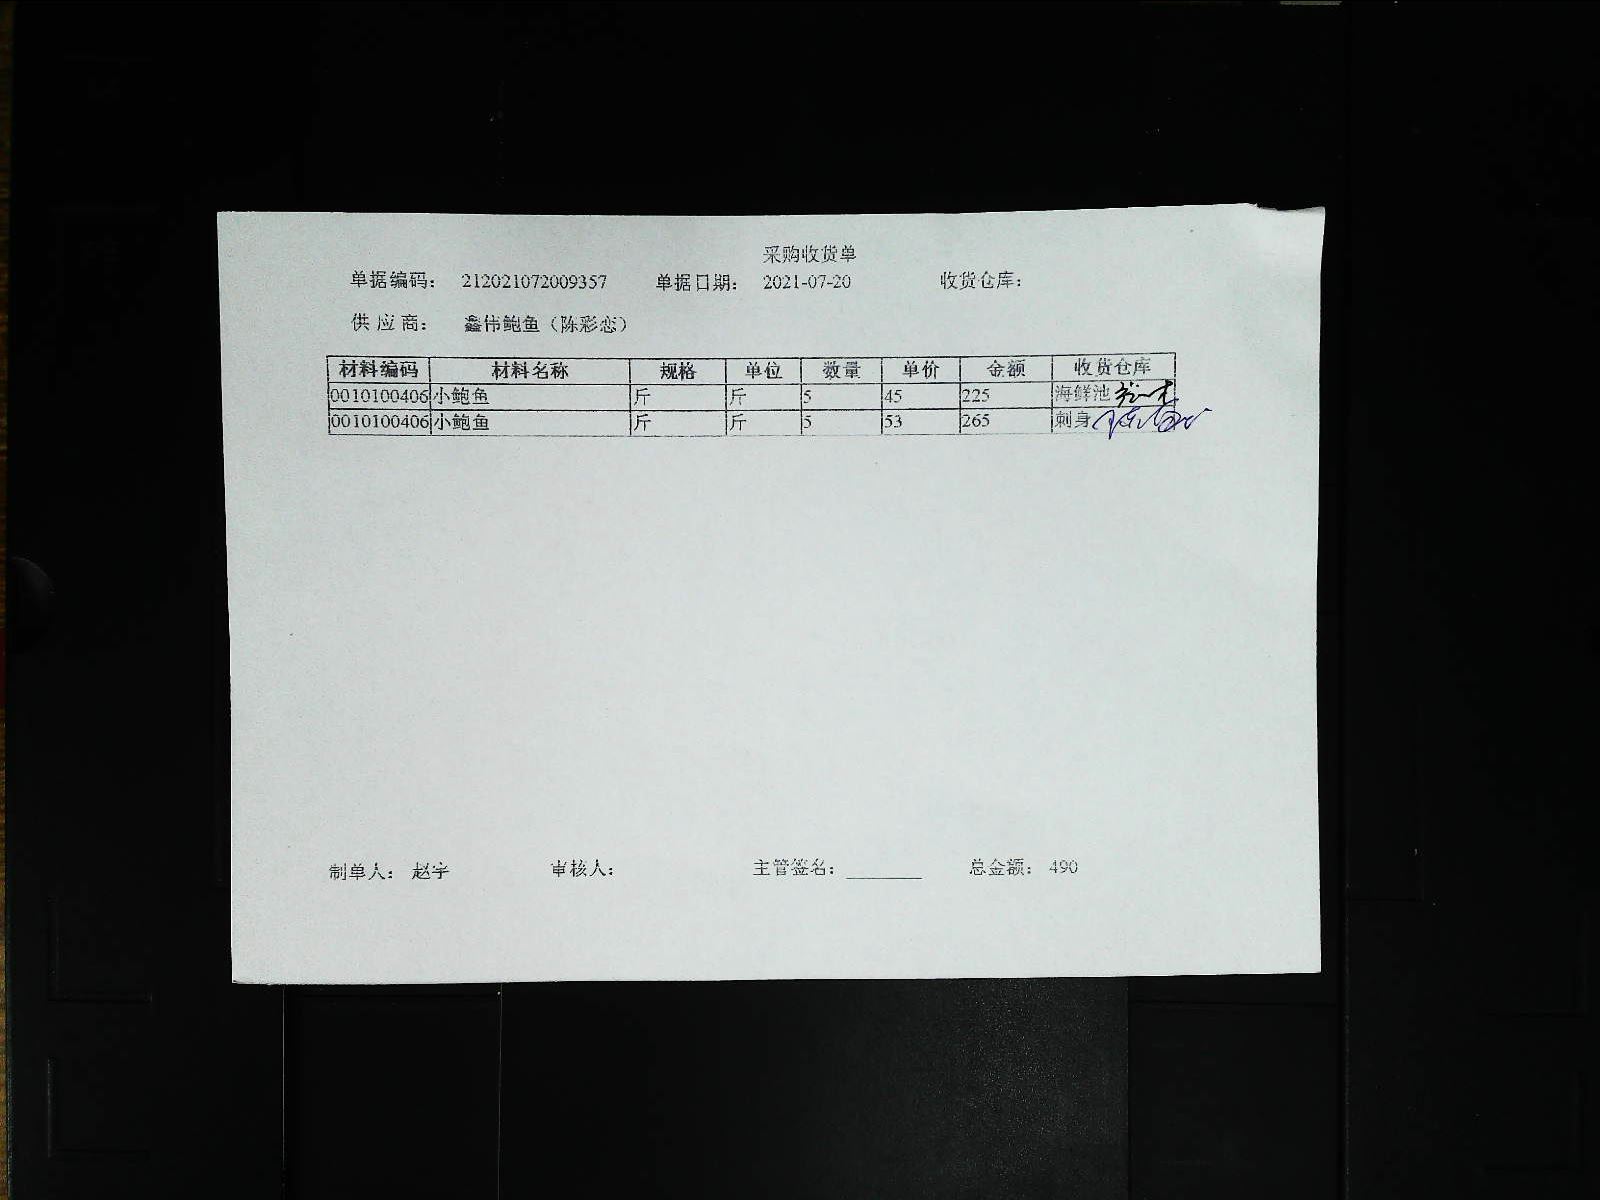 采购收货单
单据编码： 212021072009357 单据日期： 2021-07-20 收货仓库：
供 应 商： 鑫伟鲍鱼（陈彩恋）
材料编码 材料名称 规格 单位 数量 单价 金额 收货仓库
0010100406 小鲍鱼 斤 斤 5 45 225 海鲜池
0010100406 小鲍鱼 斤 斤 5 53 265 刺身
制单人： 赵宇 审核人： 主管签名： 总金额： 490